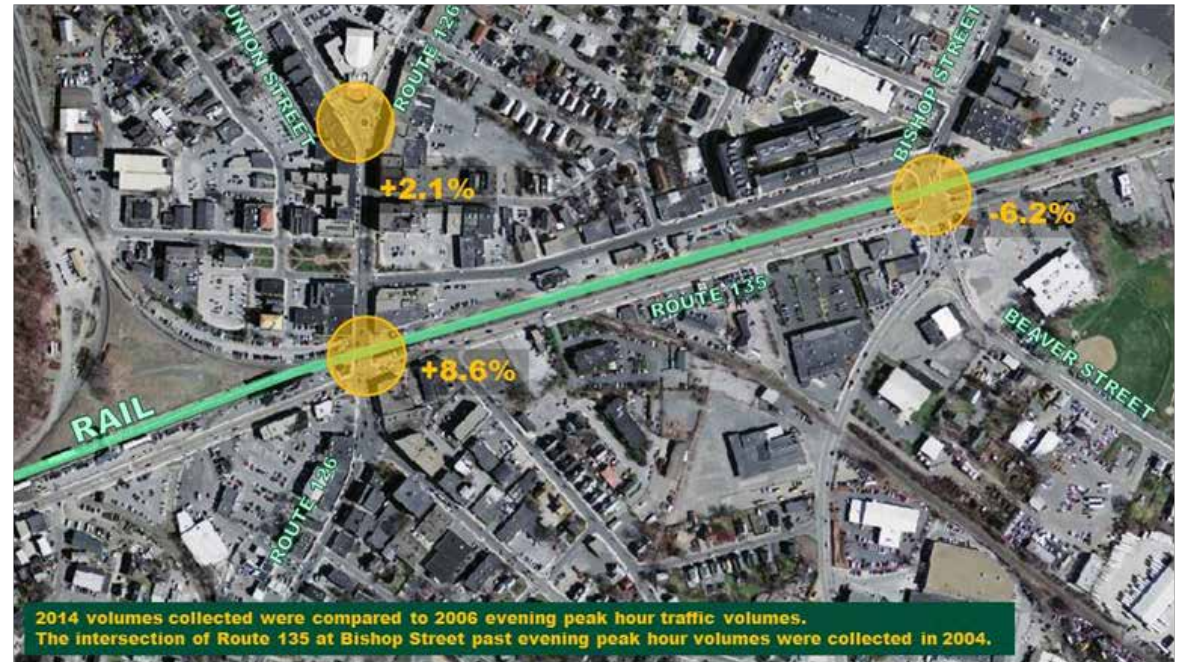 UNION STREET
ROUTE 126
BISHOP STREET
+2.1%
-6.2%
ROUTE 135
BEAVER STREET
+8.6%
RAIL
ROUTE 126
2014 volumes collected were compared to 2006 evening peak hour traffic volumes.
The intersection of Route 135 at Bishop Street past evening peak hour volumes were collected in 2004.